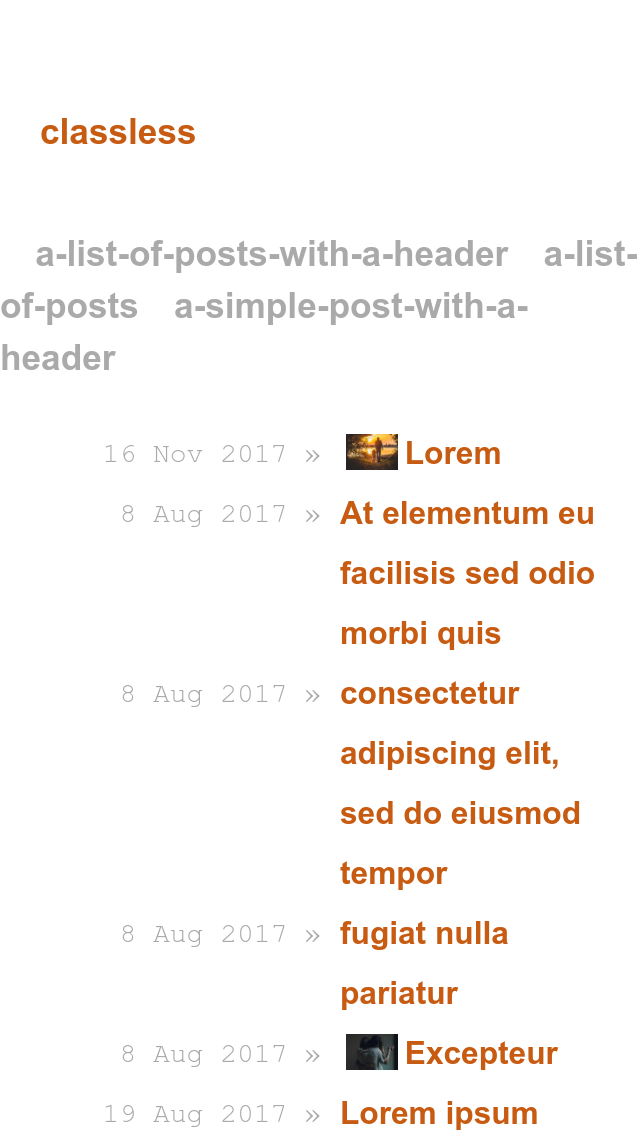 classless
a-list-of-posts-with-a-header a-list-
of-posts a-simple-post-with-a-
header
16 Nov 2017 » Lorem
8 Aug 2017 » At elementum eu
facilisis sed odio
morbi quis
8 Aug 2017 » consectetur
adipiscing elit,
sed do eiusmod
tempor
8 Aug 2017 » fugiat nulla
pariatur
8 Aug 2017 » Excepteur
19 Aug 2017 » Lorem ipsum